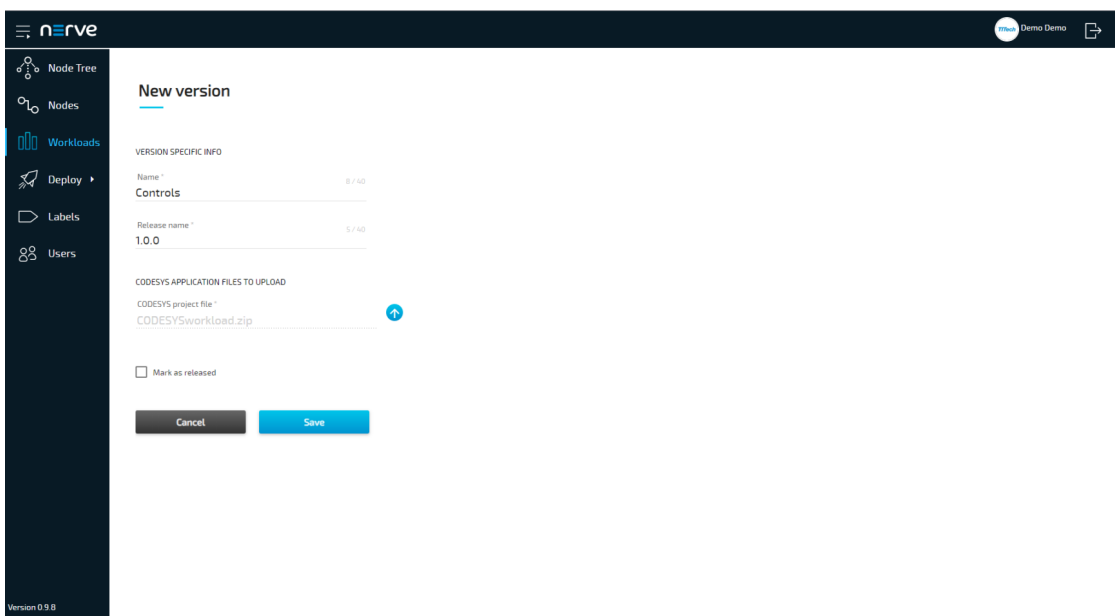 nerve
TTTech
Demo Demo
Node Tree
Nodes
Workloads
Deploy
Labels
Users
Version 0.9.8
New version
VERSION SPECIFIC INFO
Name *
8 / 40
Controls
Release name *
5 / 40
1.0.0
CODESYS APPLICATION FILES TO UPLOAD
CODESYS project file *
CODESYSworkload.zip
Mark as released
Cancel
Save